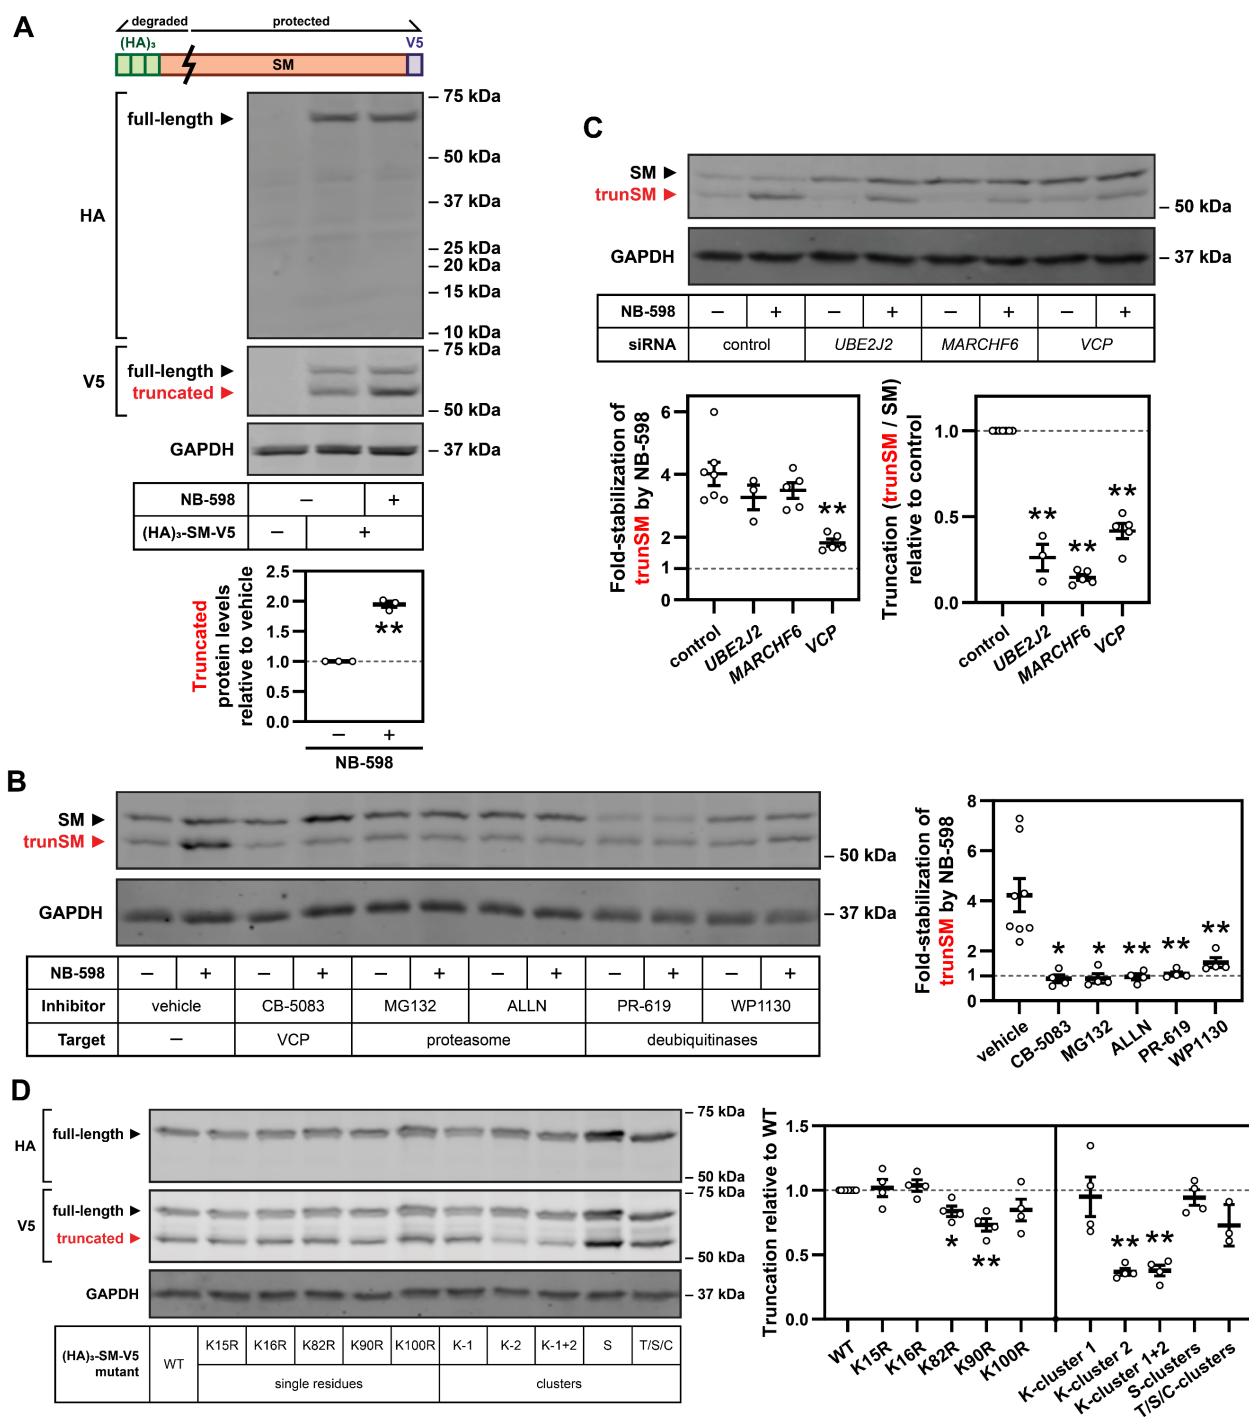 A
degraded
protected
(HA)₃
V5
SM
HA
full-length
75 kDa
50 kDa
37 kDa
25 kDa
20 kDa
15 kDa
10 kDa
V5
full-length
truncated
75 kDa
50 kDa
GAPDH
37 kDa
NB-598 – +
(HA)₃-SM-V5 – +
Truncated
protein levels
relative to vehicle
2.5
2.0
1.5
1.0
0.5
0.0
**
– +
NB-598
C
SM
trunSM
50 kDa
GAPDH
37 kDa
NB-598 – + – + – + – +
siRNA control UBE2J2 MARCHF6 VCP
Fold-stabilization of
trunSM by NB-598
6
4
2
1
0
**
control
UBE2J2
MARCHF6
VCP
Truncation (trunSM / SM)
relative to control
1.0
0.5
0.0
**
**
**
control
UBE2J2
MARCHF6
VCP
B
SM
trunSM
50 kDa
GAPDH
37 kDa
NB-598 – + – + – + – + – + – +
Inhibitor vehicle CB-5083 MG132 ALLN PR-619 WP1130
Target – VCP proteasome deubiquitinases
Fold-stabilization of
trunSM by NB-598
8
6
4
2
1
0
* * ** ** **
vehicle
CB-5083
MG132
ALLN
PR-619
WP1130
D
HA
full-length
75 kDa
50 kDa
V5
full-length
truncated
75 kDa
50 kDa
GAPDH
37 kDa
(HA)₃-SM-V5
mutant
WT K15R K16R K82R K90R K100R K-1 K-2 K-1+2 S T/S/C
single residues clusters
Truncation relative to WT
1.5
1.0
0.5
0.0
* ** ** **
WT
K15R
K16R
K82R
K90R
K100R
K-cluster 1
K-cluster 2
K-cluster 1+2
S-clusters
T/S/C-clusters